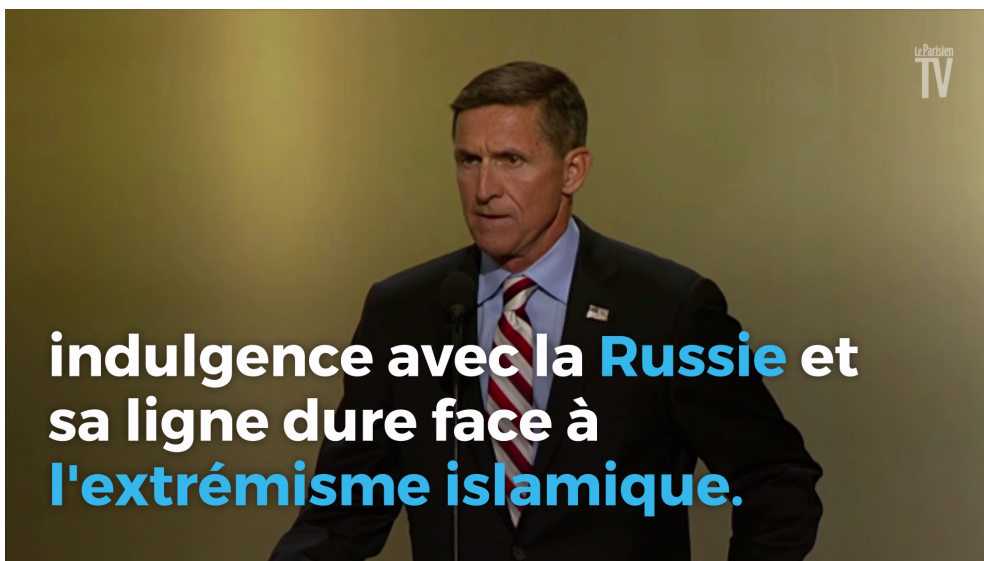 Le Parisien
TV
indulgence avec la Russie et
sa ligne dure face à
l'extrémisme islamique.